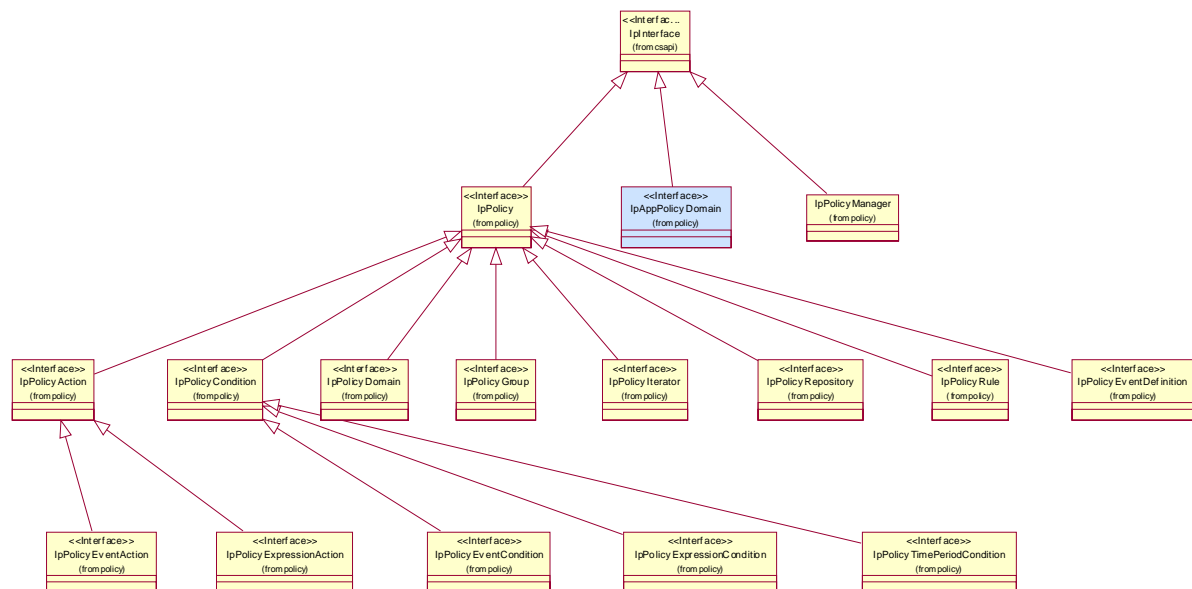 <<Interfac...
IpInterface
(from csapi)
<<Interface>>
IpPolicy
(from policy)
<<Interface>>
IpAppPolicy Domain
(from policy)
IpPolicy Manager
(from policy)
<<Interface>>
IpPolicy Action
(from policy)
<<Interface>>
IpPolicy Condition
(from policy)
<<Interface>>
IpPolicy Domain
(from policy)
<<Interface>>
IpPolicy Group
(from policy)
<<Interface>>
IpPolicy Iterator
(from policy)
<<Interface>>
IpPolicy Repository
(from policy)
<<Interface>>
IpPolicy Rule
(from policy)
<<Interface>>
IpPolicy EventDefinition
(from policy)
<<Interface>>
IpPolicy EventAction
(from policy)
<<Interface>>
IpPolicy ExpressionAction
(from policy)
<<Interface>>
IpPolicy EventCondition
(from policy)
<<Interface>>
IpPolicy ExpressionCondition
(from policy)
<<Interface>>
IpPolicy TimePeriodCondition
(from policy)